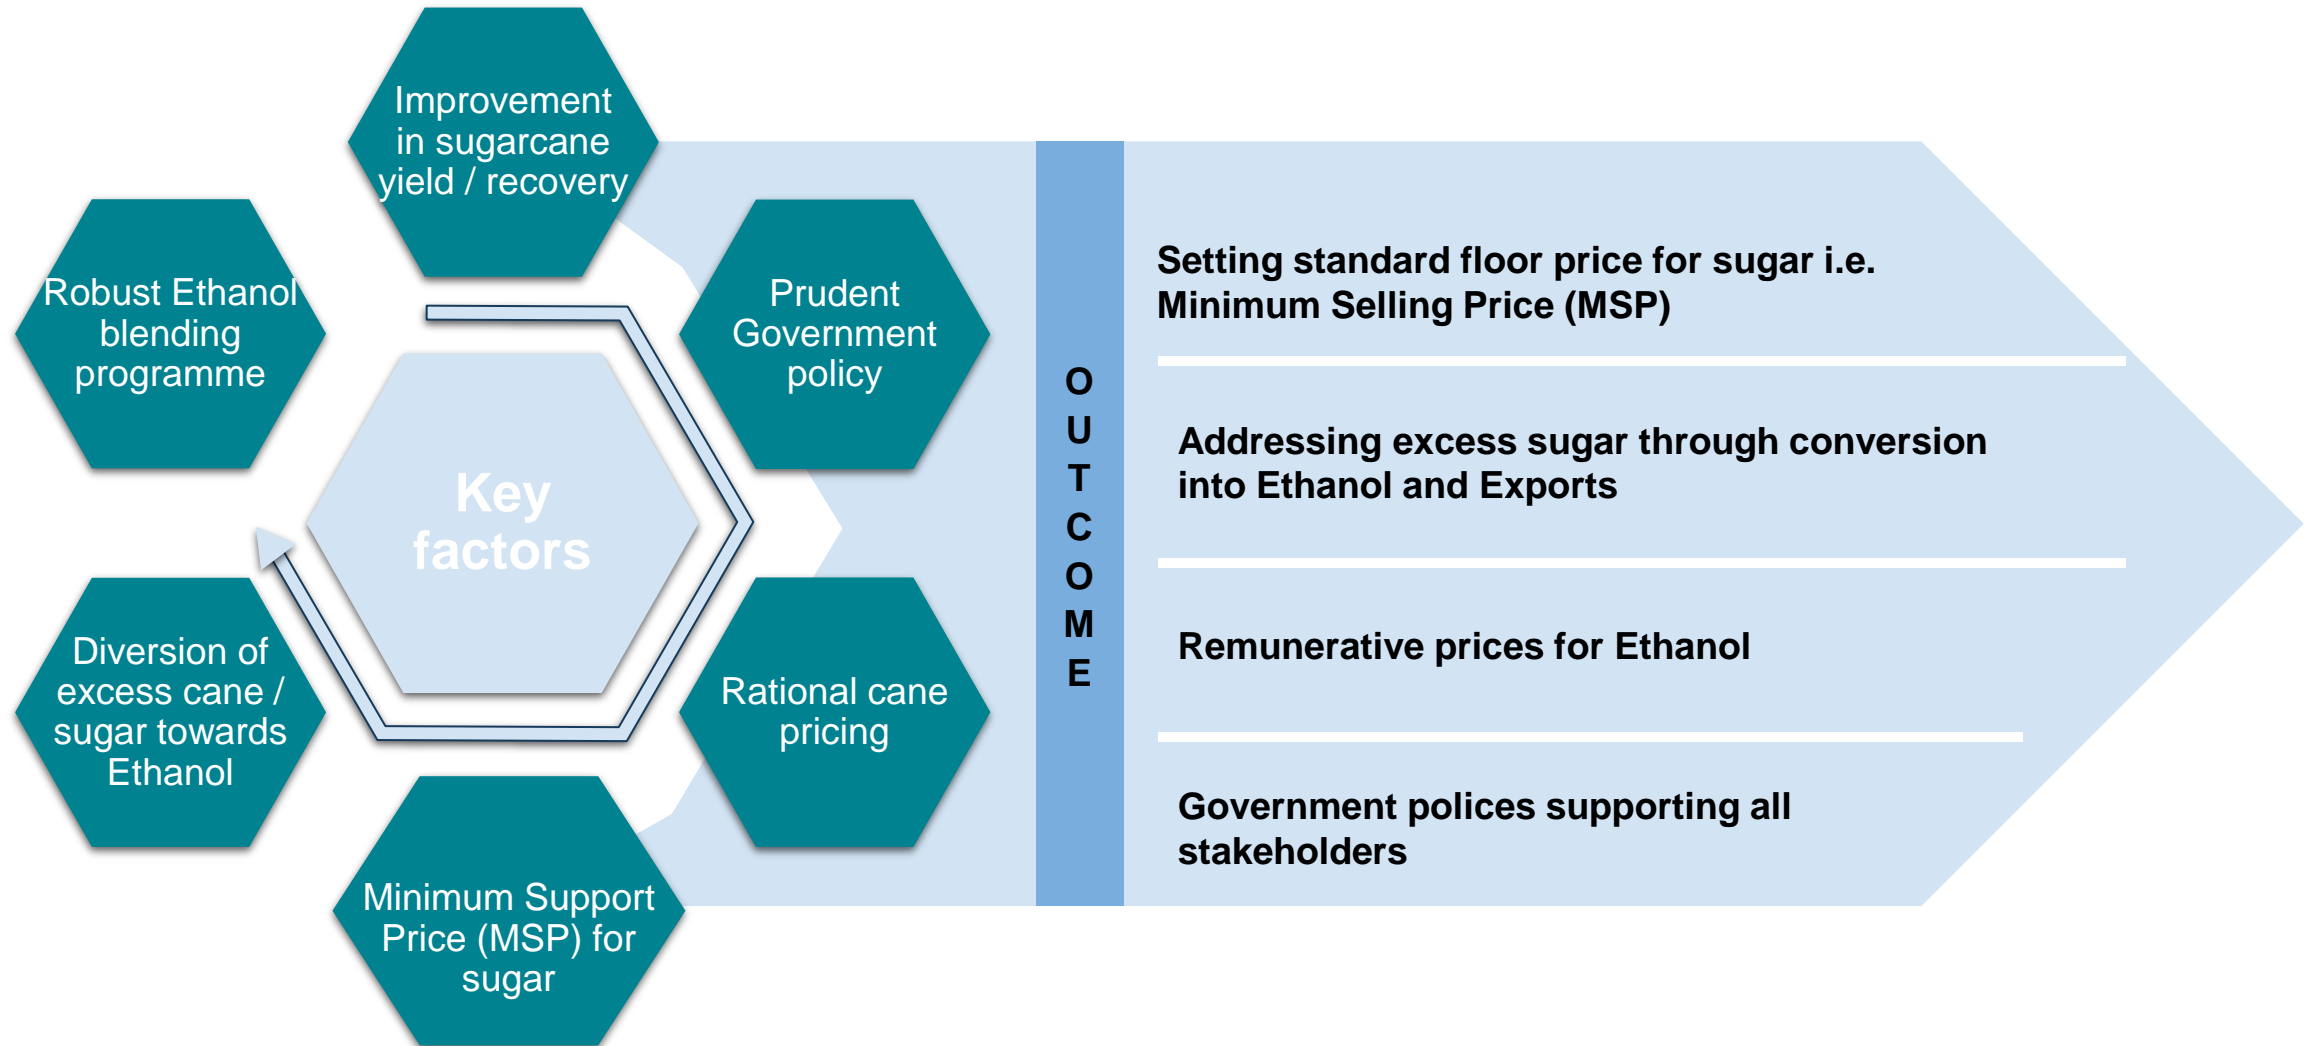 Improvement
in sugarcane
yield / recovery
Robust Ethanol
blending
programme
Prudent
Government
policy
Key
factors
Diversion of
excess cane /
sugar towards
Ethanol
Rational cane
pricing
Minimum Support
Price (MSP) for
sugar
O
U
T
C
O
M
E
Setting standard floor price for sugar i.e.
Minimum Selling Price (MSP)
Addressing excess sugar through conversion
into Ethanol and Exports
Remunerative prices for Ethanol
Government polices supporting all
stakeholders